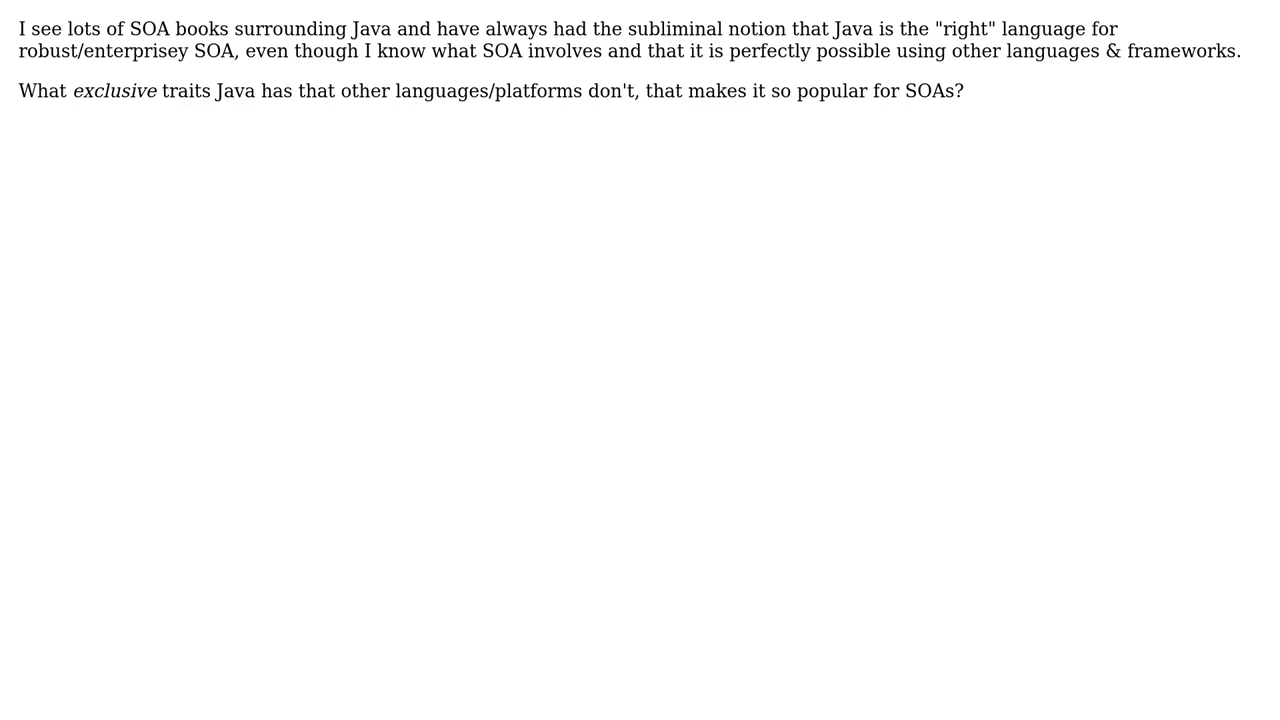 I see lots of SOA books surrounding Java and have always had the subliminal notion that Java is the "right" language for
robust/enterprisey SOA, even though I know what SOA involves and that it is perfectly possible using other languages & frameworks.
What exclusive traits Java has that other languages/platforms don't, that makes it so popular for SOAs?